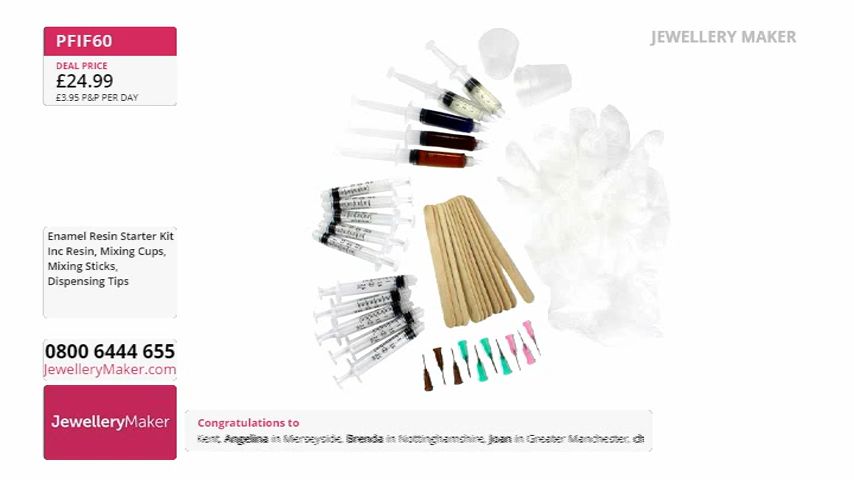 PFIF60
JEWELLERY MAKER
DEAL PRICE
£24.99
£3.95 P&P PER DAY
Enamel Resin Starter Kit
Inc Resin, Mixing Cups,
Mixing Sticks,
Dispensing Tips
0800 6444 655
JewelleryMaker.com
JewelleryMaker
Congratulations to
Kent, Angelina in Merseyside, Brenda in Nottinghamshire, Joan in Greater Manchester, ch